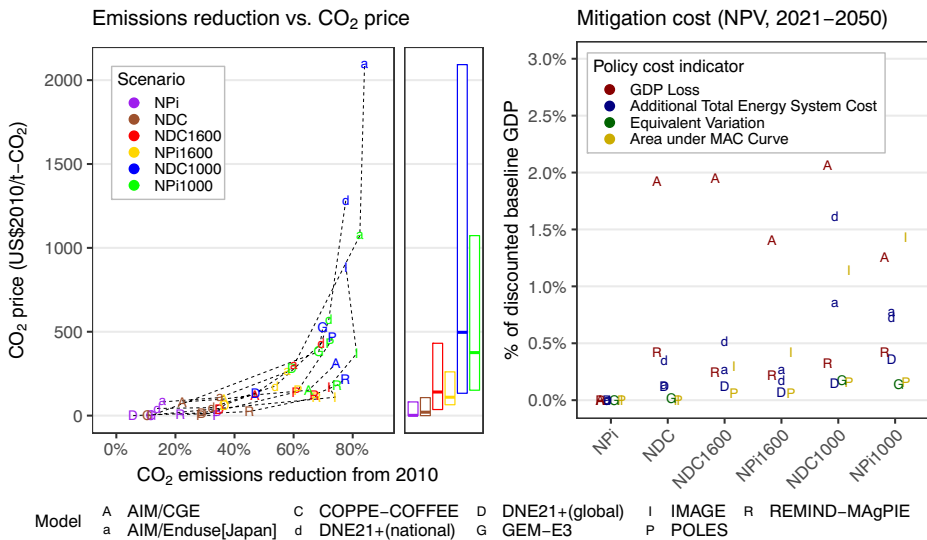 Emissions reduction vs. CO₂ price
Mitigation cost (NPV, 2021−2050)
CO₂ price (US$2010/t−CO₂)
2000
1500
1000
500
0
Scenario
NPi
NDC
NDC1600
NPi1600
NDC1000
NPi1000
0%
20%
40%
60%
80%
CO₂ emissions reduction from 2010
% of discounted baseline GDP
3.0%
2.5%
2.0%
1.5%
1.0%
0.5%
0.0%
Policy cost indicator
GDP Loss
Additional Total Energy System Cost
Equivalent Variation
Area under MAC Curve
NPi
NDC
NDC1600
NPi1600
NDC1000
NPi1000
Model
A AIM/CGE
a AIM/Enduse[Japan]
C COPPE−COFFEE
d DNE21+(national)
D DNE21+(global)
G GEM−E3
I IMAGE
P POLES
R REMIND−MAgPIE